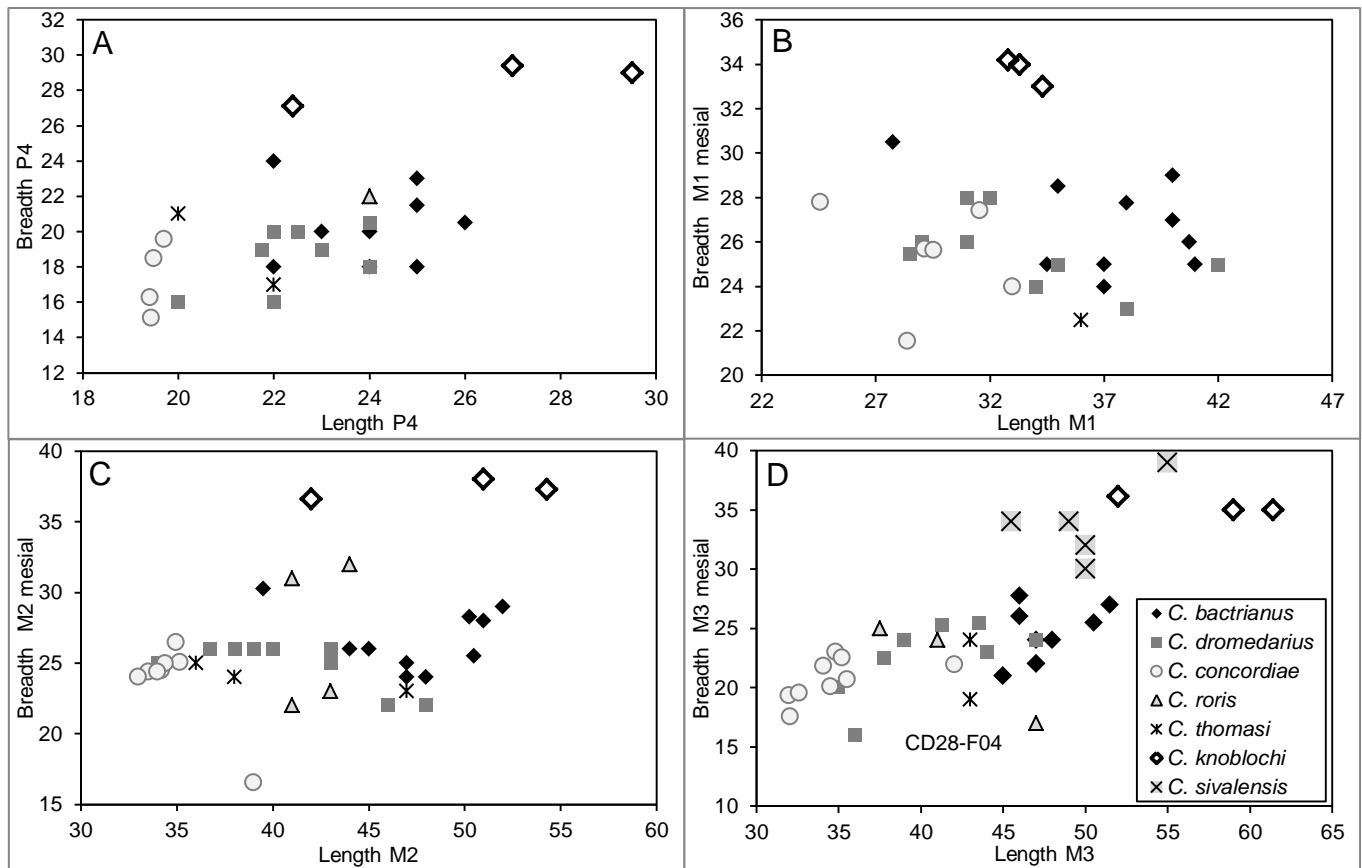 A
Breadth P4
32
30
28
26
24
22
20
18
16
14
12
18 20 22 24 26 28 30
Length P4
B
Breadth M1 mesial
36
34
32
30
28
26
24
22
20
22 27 32 37 42 47
Length M1
C
Breadth M2 mesial
40
35
30
25
20
15
30 35 40 45 50 55 60
Length M2
D
Breadth M3 mesial
40
35
30
25
20
15
10
CD28-F04
C. bactrianus
C. dromedarius
C. concordiae
C. roris
C. thomasi
C. knoblochi
C. sivalensis
30 35 40 45 50 55 60 65
Length M3